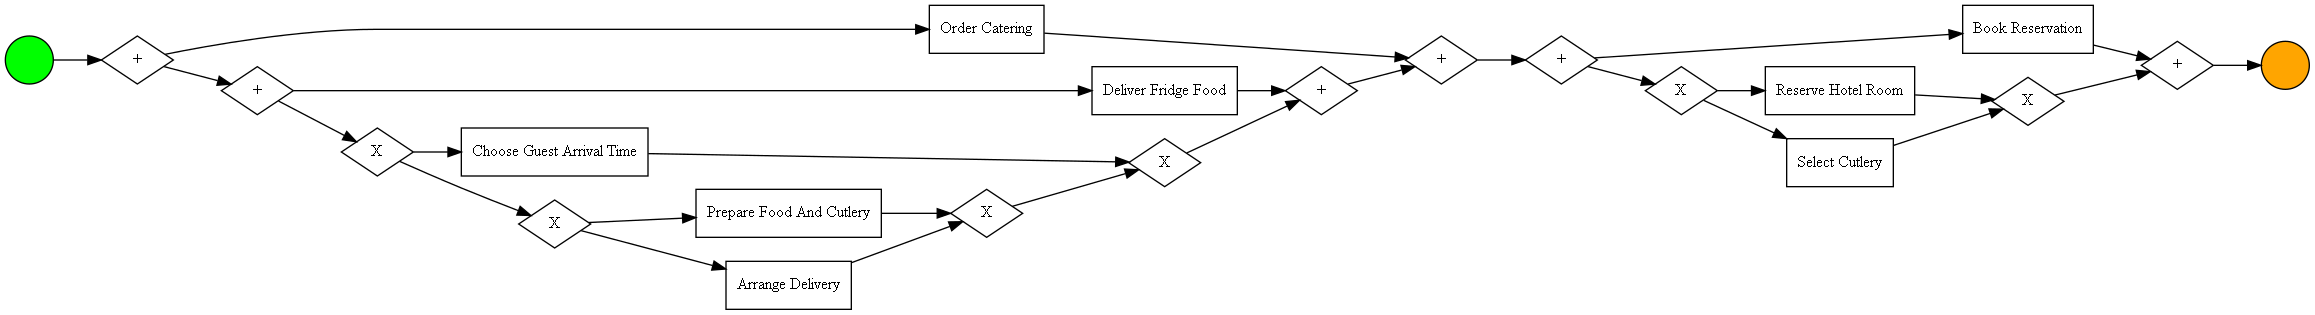 Order Catering
Book Reservation
+
+
+
+
Deliver Fridge Food
+
+
X
Reserve Hotel Room
X
X
Choose Guest Arrival Time
X
Select Cutlery
X
Prepare Food And Cutlery
X
Arrange Delivery